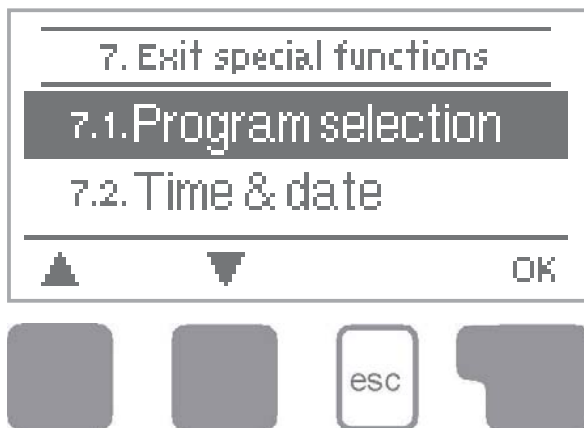 7. Exit special functions
7.1.Program selection
7.2. Time & date
OK
esc